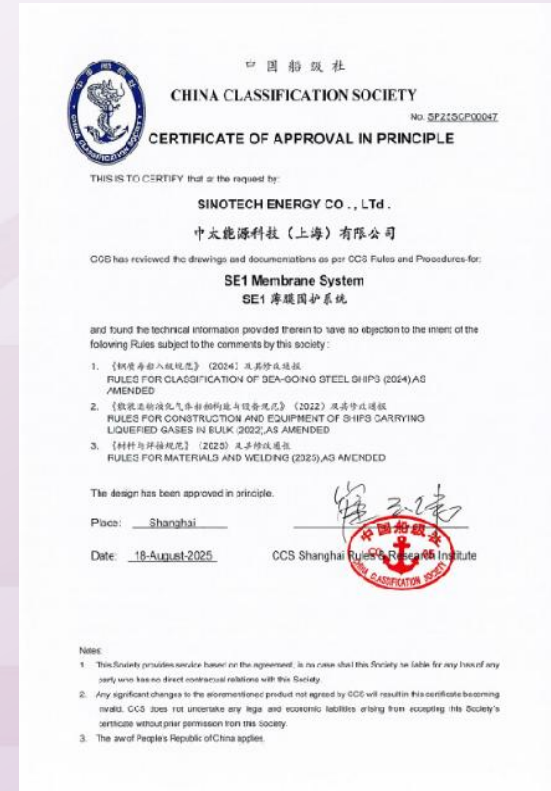 中国船级社
CHINA CLASSIFICATION SOCIETY
No. SP25SCP00047
CERTIFICATE OF APPROVAL IN PRINCIPLE
THIS IS TO CERTIFY that at the request by:
SINOTECH ENERGY CO., LTd.
中太能源科技（上海）有限公司
CCS has reviewed the drawings and documentations as per CCS Rules and Procedures for:
SE1 Membrane System
SE1 薄膜围护系统
and found the technical information provided therein to have no objection to the intent of the
following Rules subject to the comments by this society :
1. 《钢质海船入级规范》（2024）及其修改通报
RULES FOR CLASSIFICATION OF SEA-GOING STEEL SHIPS (2024),AS
AMENDED
2. 《散装运输液化气体船舶构造与设备规范》（2022）及其修改通报
RULES FOR CONSTRUCTION AND EQUIPMENT OF SHIPS CARRYING
LIQUEFIED GASES IN BULK (2022),AS AMENDED
3. 《材料与焊接规范》（2025）及其修改通报
RULES FOR MATERIALS AND WELDING (2025),AS AMENDED
The design has been approved in principle.
Place: Shanghai
Date: 18-August-2025
CCS Shanghai Rules & Research Institute
中国船级社
CHINA CLASSIFICATION SOCIETY
Notes:
1. This Society provides service based on the agreement, in no case shall this Society be liable for any loss of any
party who has no direct contractual relations with this Society.
2. Any significant changes to the aforementioned product not agreed by CCS will result in this certificate becoming
invalid. CCS does not undertake any legal and economic liabilities arising from accepting this Society's
certificate without prior permission from this Society.
3. The law of People's Republic of China applies.